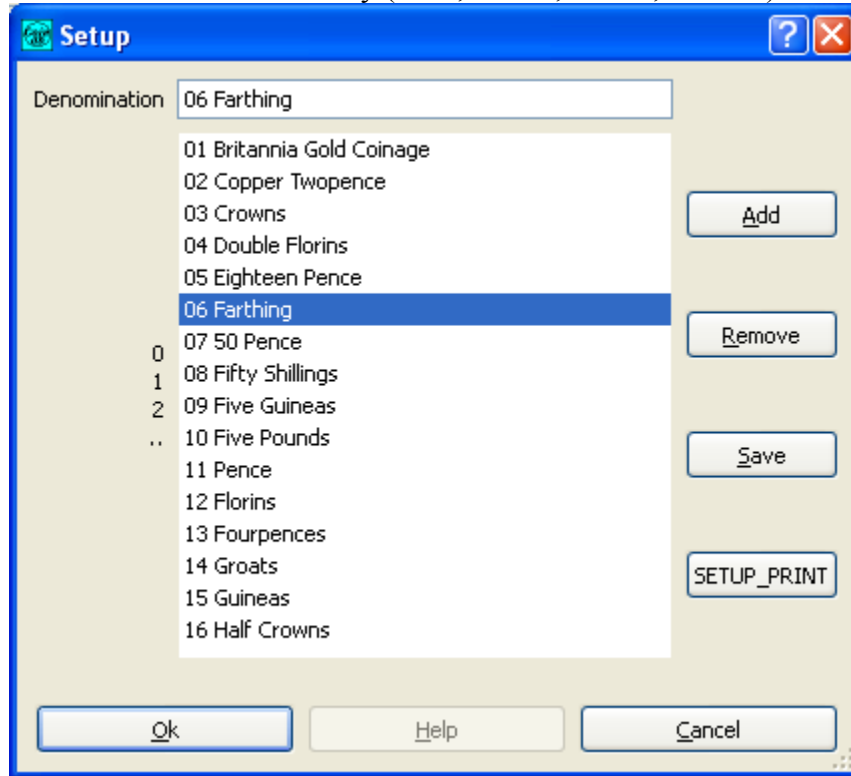 Setup
Denomination 06 Farthing
01 Britannia Gold Coinage
02 Copper Twopence
03 Crowns
04 Double Florins
05 Eighteen Pence
06 Farthing
07 50 Pence
08 Fifty Shillings
09 Five Guineas
10 Five Pounds
11 Pence
12 Florins
13 Fourpences
14 Groats
15 Guineas
16 Half Crowns
0
1
2
..
Add
Remove
Save
SETUP_PRINT
Ok
Help
Cancel